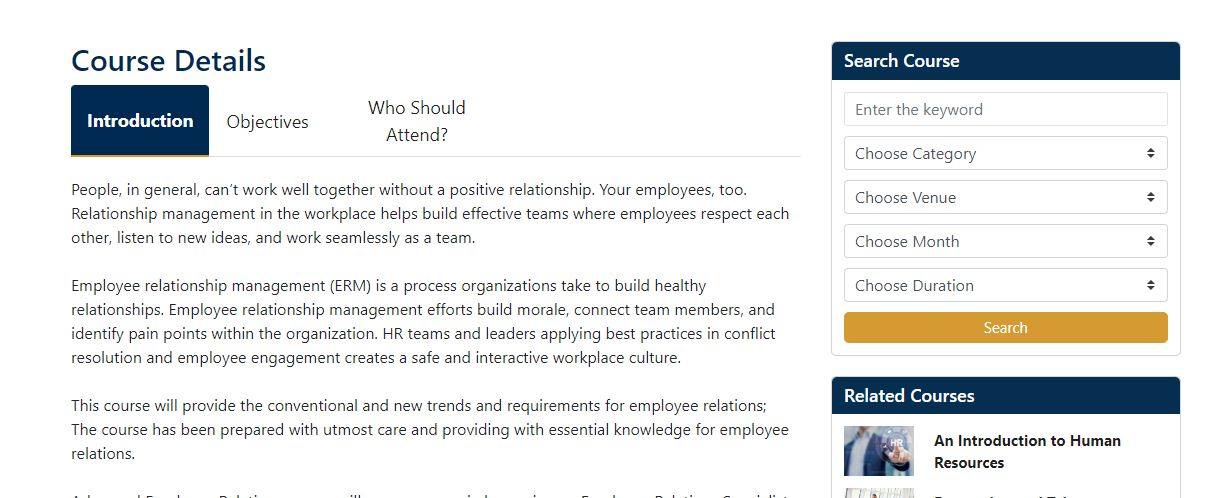 Course Details
Introduction
Objectives
Who Should
Attend?
People, in general, can't work well together without a positive relationship. Your employees, too.
Relationship management in the workplace helps build effective teams where employees respect each
other, listen to new ideas, and work seamlessly as a team.
Employee relationship management (ERM) is a process organizations take to build healthy
relationships. Employee relationship management efforts build morale, connect team members, and
identify pain points within the organization. HR teams and leaders applying best practices in conflict
resolution and employee engagement creates a safe and interactive workplace culture.
This course will provide the conventional and new trends and requirements for employee relations;
The course has been prepared with utmost care and providing with essential knowledge for employee
relations.
Search Course
Enter the keyword
Choose Category
Choose Venue
Choose Month
Choose Duration
Search
Related Courses
HR
An Introduction to Human
Resources